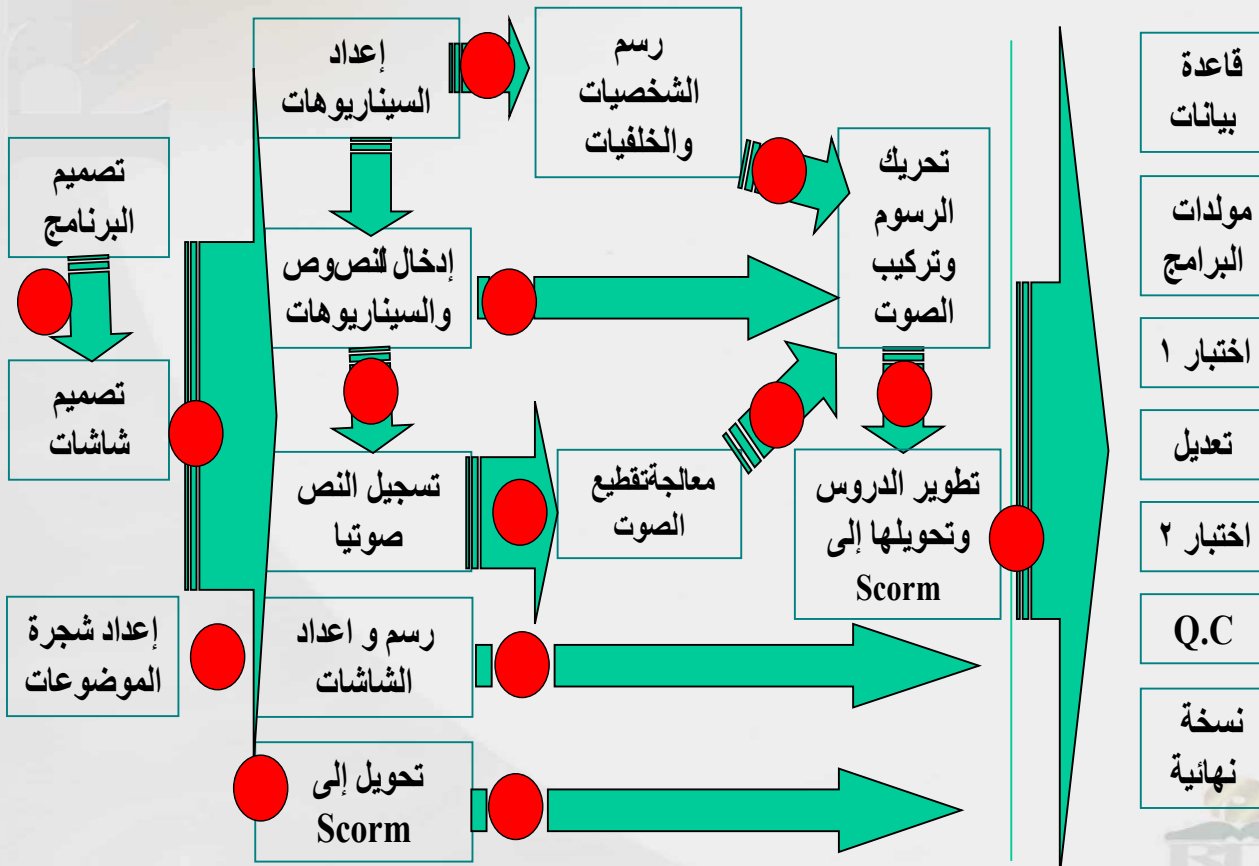 تصميم
البرنامج
تصميم
شاشات
إعداد شجرة
الموضوعات
إعداد
السيناريوهات
إدخال النصوص
والسيناريوهات
تسجيل النص
صوتيا
رسم و اعداد
الشاشات
تحويل إلى
Scorm
رسم
الشخصيات
والخلفيات
معالجةتقطيع
الصوت
تحريك
الرسوم
وتركيب
الصوت
تطوير الدروس
وتحويلها إلى
Scorm
قاعدة
بيانات
مولدات
البرامج
اختبار ١
تعديل
اختبار ٢
Q.C
نسخة
نهائية